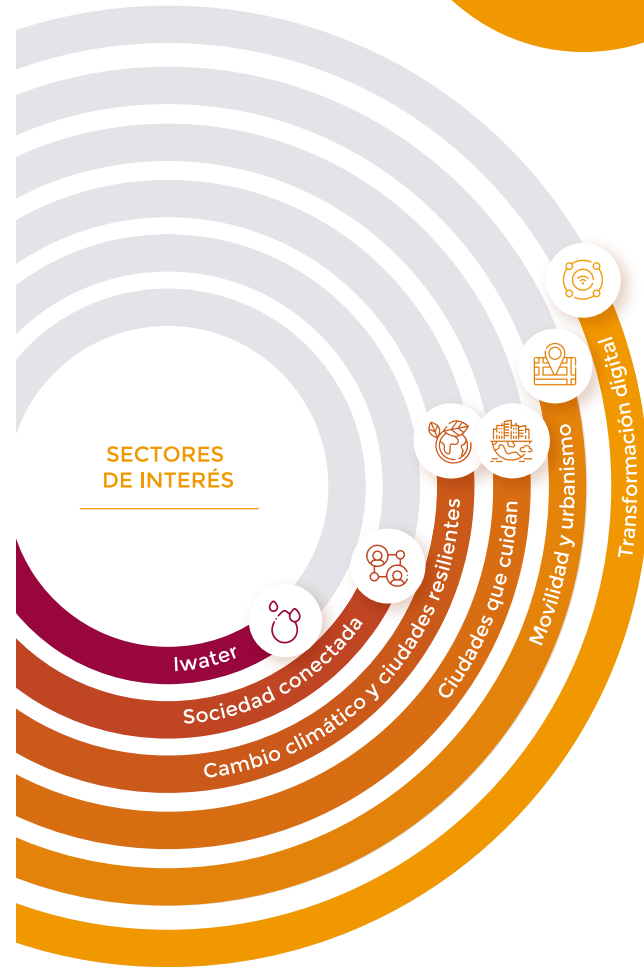 SECTORES
DE INTERÉS
Transformación digital
Movilidad y urbanismo
Ciudades que cuidan
Cambio climático y ciudades resilientes
Sociedad conectada
Iwater